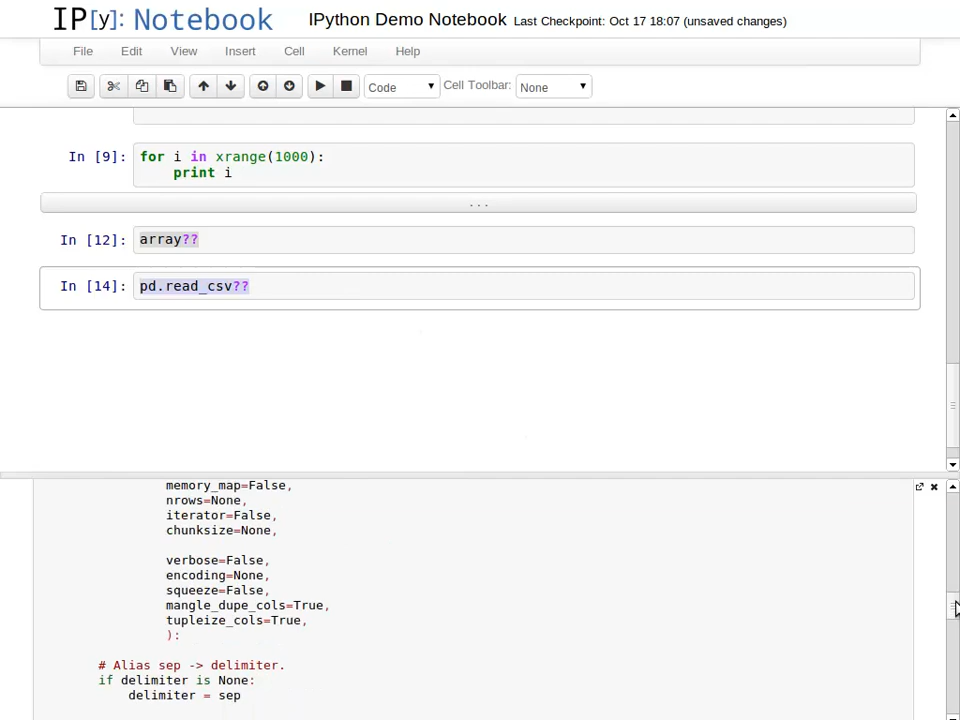 IP[y]: Notebook IPython Demo Notebook Last Checkpoint: Oct 17 18:07 (unsaved changes)
File Edit View Insert Cell Kernel Help
Code Cell Toolbar: None
In [9]: for i in xrange(1000):
print i
...
In [12]: array??
In [14]: pd.read_csv??
memory_map=False,
nrows=None,
iterator=False,
chunksize=None,
verbose=False,
encoding=None,
squeeze=False,
mangle_dupe_cols=True,
tupleize_cols=True,
):
# Alias sep -> delimiter.
if delimiter is None:
delimiter = sep